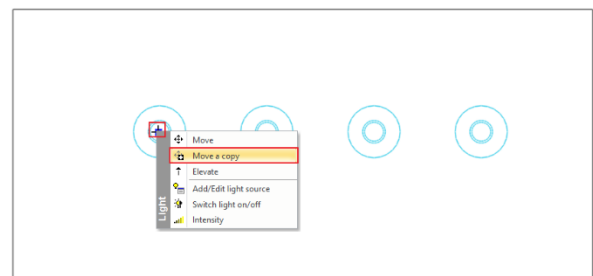 Move
Move a copy
Elevate
Add/Edit light source
Switch light on/off
Intensity
Light